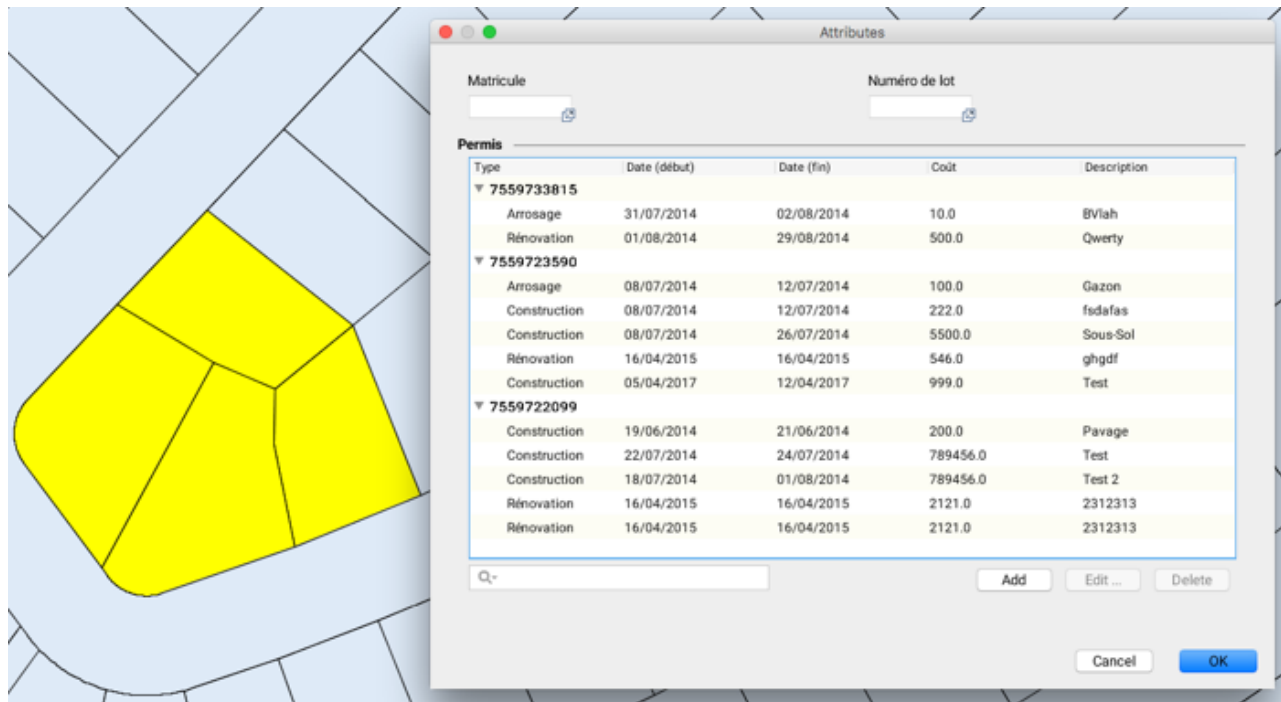 Attributes
Matricule Numéro de lot
Permis
Type Date (début) Date (fin) Coût Description
7559733815
Arrosage 31/07/2014 02/08/2014 10.0 BVlah
Rénovation 01/08/2014 29/08/2014 500.0 Qwerty
7559723590
Arrosage 08/07/2014 12/07/2014 100.0 Gazon
Construction 08/07/2014 12/07/2014 222.0 fsdafas
Construction 08/07/2014 26/07/2014 5500.0 Sous-Sol
Rénovation 16/04/2015 16/04/2015 546.0 ghgdf
Construction 05/04/2017 12/04/2017 999.0 Test
7559722099
Construction 19/06/2014 21/06/2014 200.0 Pavage
Construction 22/07/2014 24/07/2014 789456.0 Test
Construction 18/07/2014 01/08/2014 789456.0 Test 2
Rénovation 16/04/2015 16/04/2015 2121.0 2312313
Rénovation 16/04/2015 16/04/2015 2121.0 2312313
Add Edit ... Delete
Cancel OK